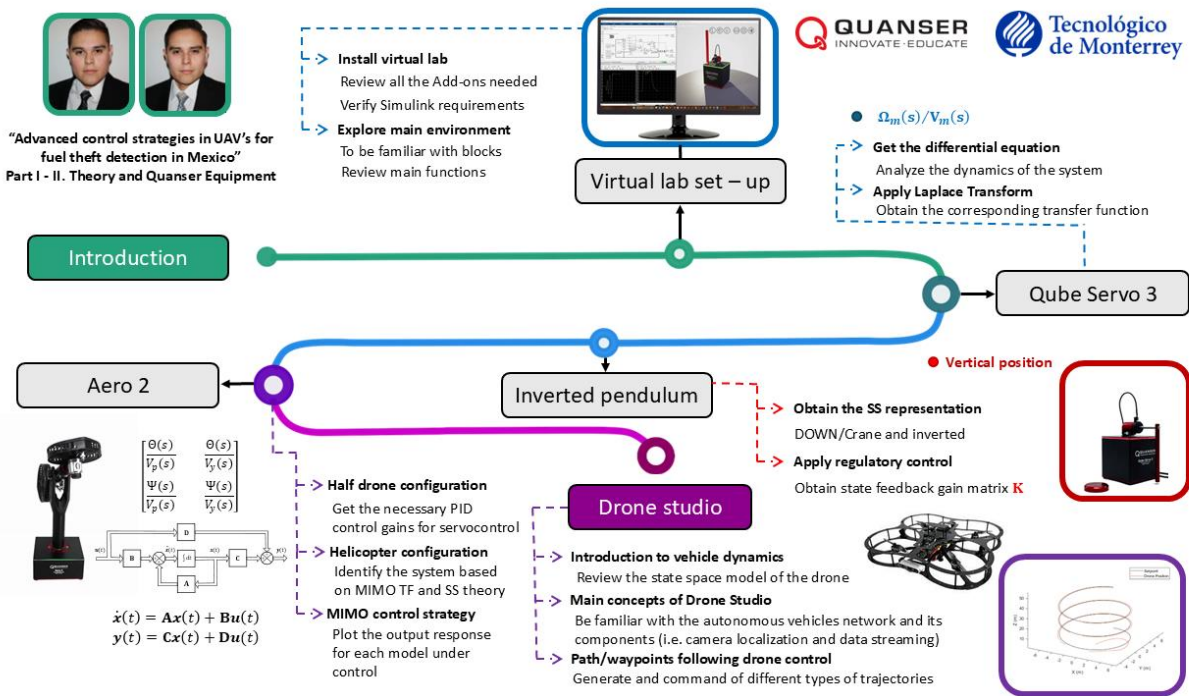 QUANSER
INNOVATE·EDUCATE
Tecnológico
de Monterrey
“Advanced control strategies in UAV's for
fuel theft detection in Mexico”
Part I - II. Theory and Quanser Equipment
Install virtual lab
Review all the Add-ons needed
Verify Simulink requirements
Explore main environment
To be familiar with blocks
Review main functions
Virtual lab set – up
Ω_m(s)/V_m(s)
Get the differential equation
Analyze the dynamics of the system
Apply Laplace Transform
Obtain the corresponding transfer function
Introduction
Qube Servo 3
Aero 2
Inverted pendulum
Vertical position
Obtain the SS representation
DOWN/Crane and inverted
Apply regulatory control
Obtain state feedback gain matrix K
QUANSER
Θ(s) Θ(s)
V_p(s) V_y(s)
Ψ(s) Ψ(s)
V_p(s) V_y(s)
D
u(t) B ẋ(t) ∫dt x(t) C y(t)
A
QUANSER
ẋ(t) = Ax(t) + Bu(t)
y(t) = Cx(t) + Du(t)
Half drone configuration
Get the necessary PID
control gains for servocontrol
Helicopter configuration
Identify the system based
on MIMO TF and SS theory
MIMO control strategy
Plot the output response
for each model under
control
Drone studio
Introduction to vehicle dynamics
Review the state space model of the drone
Main concepts of Drone Studio
Be familiar with the autonomous vehicles network and its
components (i.e. camera localization and data streaming)
Path/waypoints following drone control
Generate and command of different types of trajectories